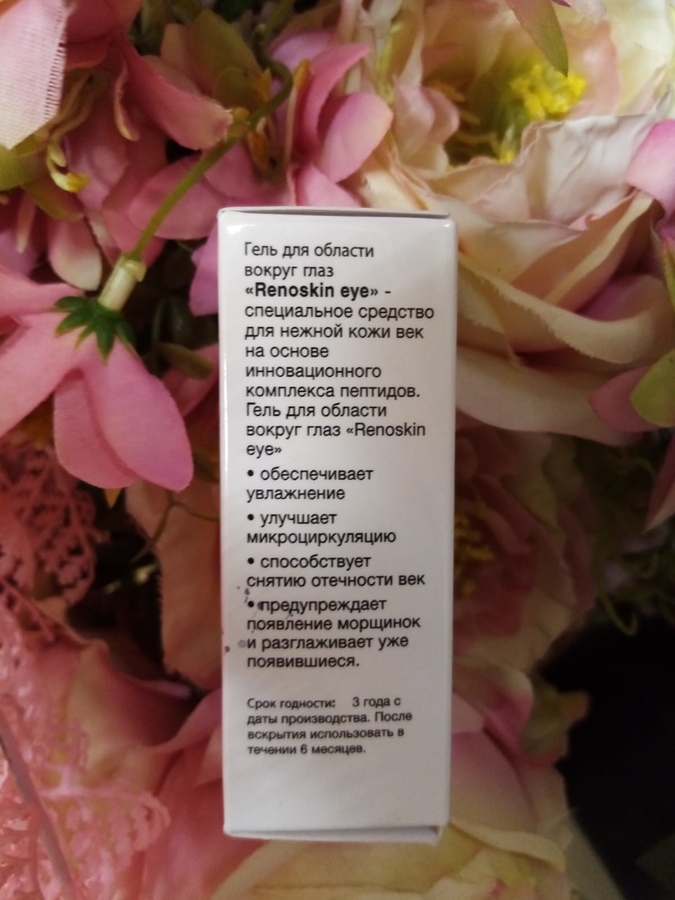 Гель для области
вокруг глаз
«Renoskin eye» -
специальное средство
для нежной кожи век
на основе
инновационного
комплекса пептидов.
Гель для области
вокруг глаз «Renoskin
eye»
• обеспечивает
увлажнение
• улучшает
микроциркуляцию
• способствует
снятию отечности век
• предупреждает
появление морщинок
и разглаживает уже
появившиеся.
Срок годности: 3 года с
даты производства. После
вскрытия использовать в
течении 6 месяцев.